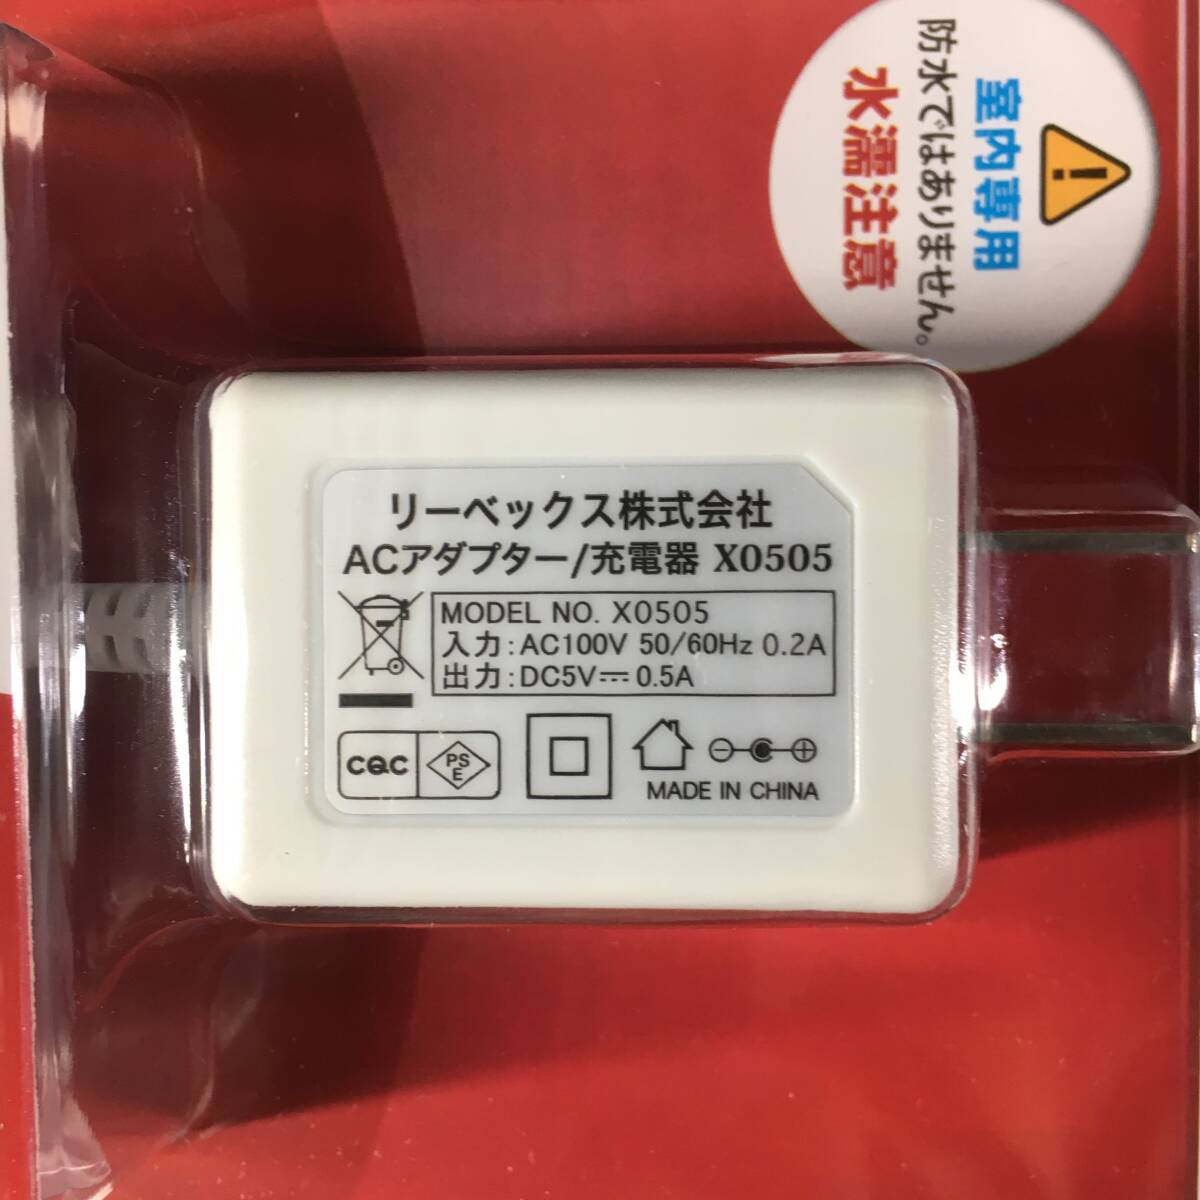 室内専用
防水ではありません。
水濡注意
リーベックス株式会社
ACアダプター/充電器 X0505
MODEL NO. X0505
入力:AC100V 50/60Hz 0.2A
出力:DC5V⎓0.5A
CQC
PS
E
MADE IN CHINA